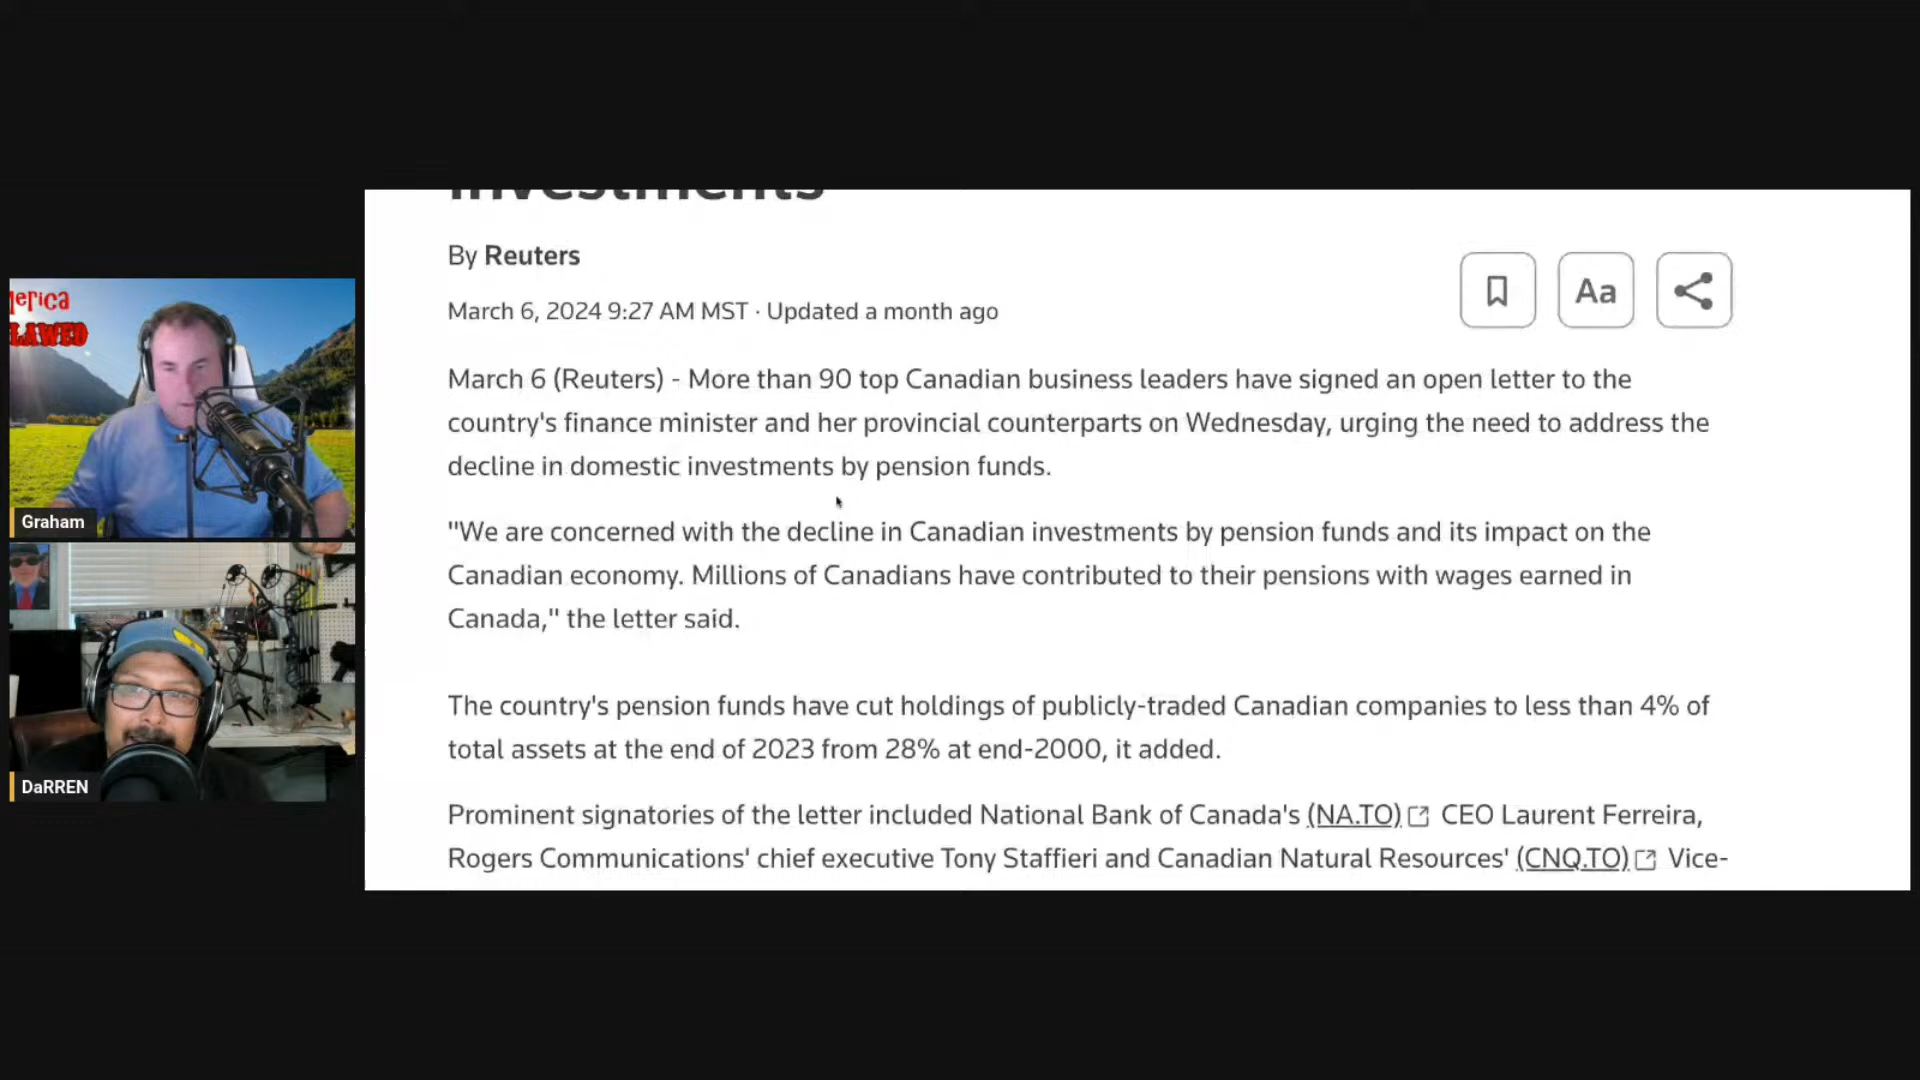 Investments
By Reuters
Aa
March 6, 2024 9:27 AM MST · Updated a month ago
March 6 (Reuters) - More than 90 top Canadian business leaders have signed an open letter to the
country's finance minister and her provincial counterparts on Wednesday, urging the need to address the
decline in domestic investments by pension funds.
"We are concerned with the decline in Canadian investments by pension funds and its impact on the
Canadian economy. Millions of Canadians have contributed to their pensions with wages earned in
Canada," the letter said.
The country's pension funds have cut holdings of publicly-traded Canadian companies to less than 4% of
total assets at the end of 2023 from 28% at end-2000, it added.
Prominent signatories of the letter included National Bank of Canada's (NA.TO) CEO Laurent Ferreira,
Rogers Communications' chief executive Tony Staffieri and Canadian Natural Resources' (CNQ.TO) Vice-
Graham
DaRREN